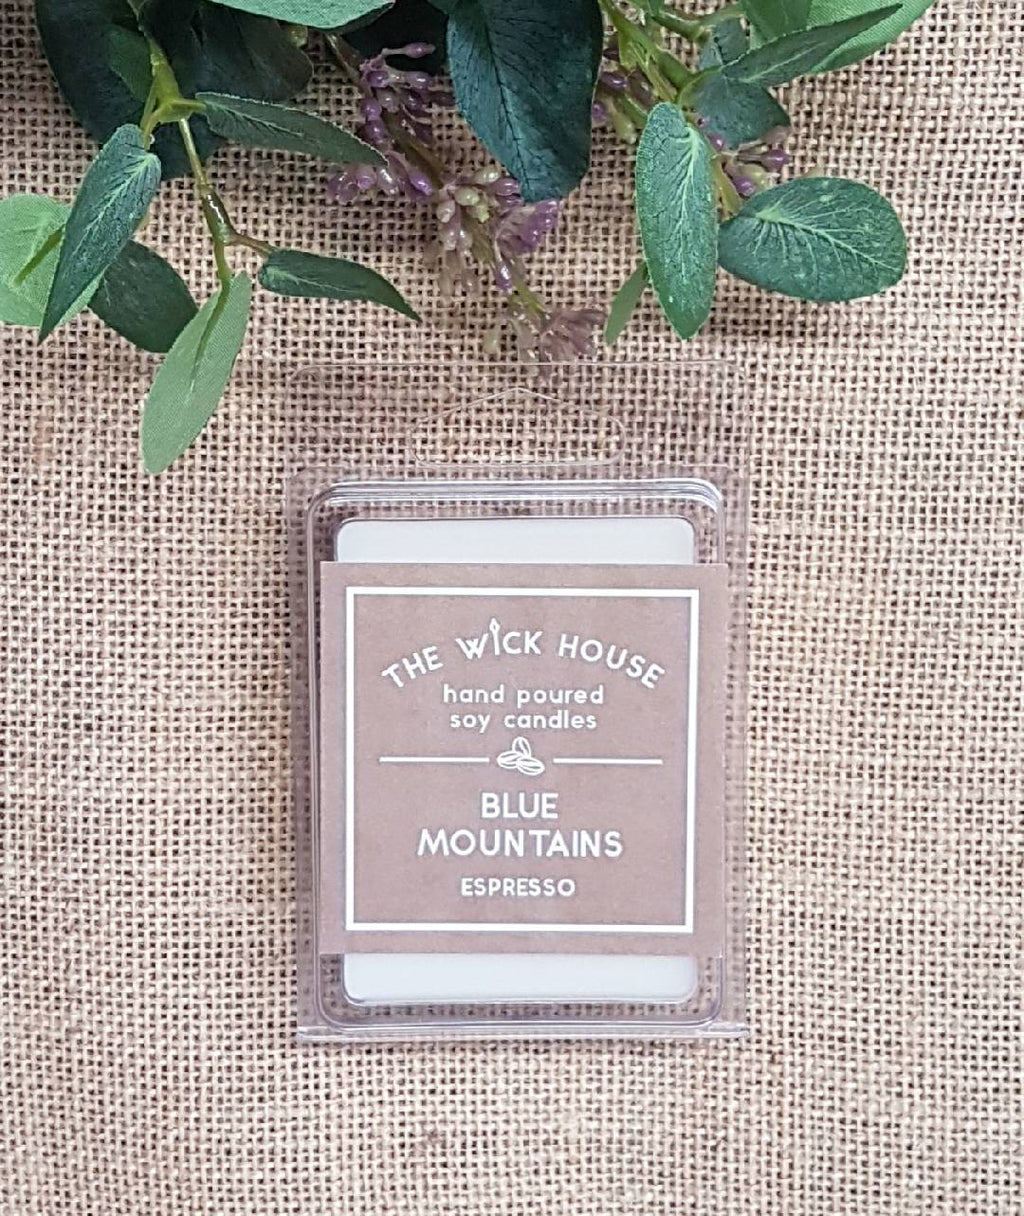 THE WICK HOUSE
hand poured
soy candles
BLUE
MOUNTAINS
ESPRESSO